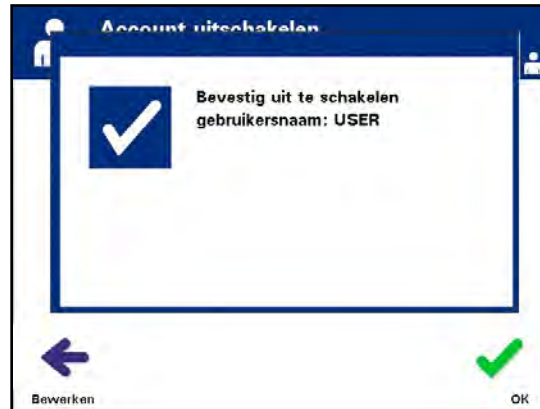 Account uitschakelen
Bevestig uit te schakelen
gebruikersnaam: USER
Bewerken
OK